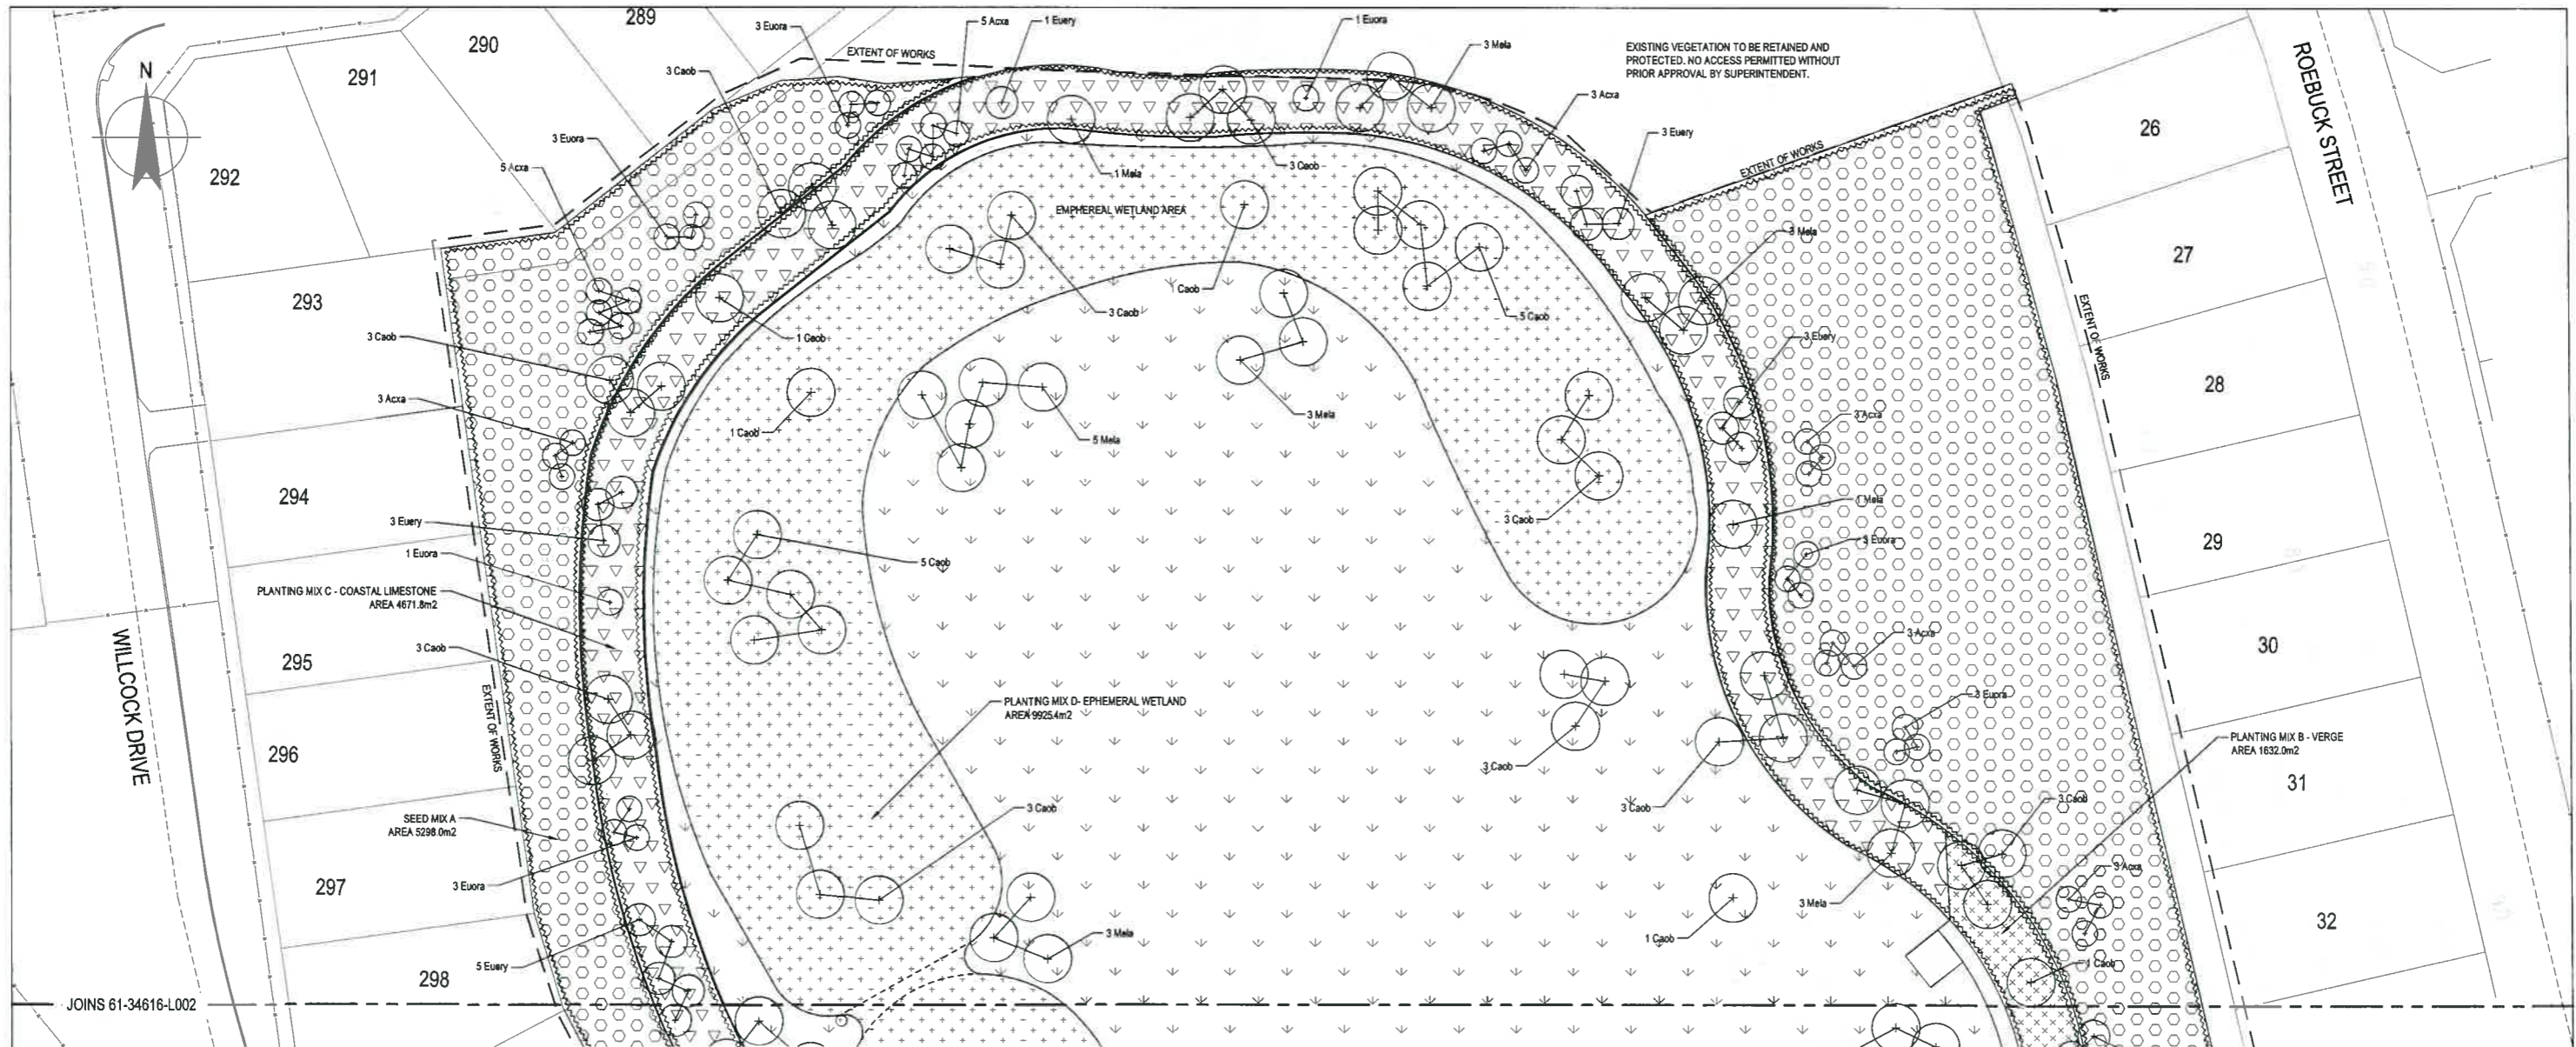 289
290
291
292
293
294
295
296
297
298
N
WILLCOCK DRIVE
ROEBUCK STREET
26
27
28
29
30
31
32
EXTENT OF WORKS
EXTENT OF WORKS
EXTENT OF WORKS
EXTENT OF WORKS
EXISTING VEGETATION TO BE RETAINED AND
PROTECTED. NO ACCESS PERMITTED WITHOUT
PRIOR APPROVAL BY SUPERINTENDENT.
3 Euora
5 Acxa
1 Euery
1 Euora
3 Mela
3 Caob
3 Acxa
3 Euery
3 Euora
5 Acxa
1 Mela
3 Caob
EMPHEREAL WETLAND AREA
3 Mela
Caob
3 Caob
5 Caob
3 Caob
1 Caob
3 Euery
3 Acxa
1 Caob
5 Mela
3 Mela
3 Acxa
1 Mela
3 Caob
3 Euery
3 Euora
1 Euora
5 Caob
PLANTING MIX C - COASTAL LIMESTONE
AREA 4671.8m2
3 Acxa
3 Caob
3 Euora
PLANTING MIX D- EPHEMERAL WETLAND
AREA 9925.4m2
PLANTING MIX B - VERGE
AREA 1632.0m2
3 Caob
3 Caob
3 Caob
3 Caob
SEED MIX A
AREA 5298.0m2
3 Acxa
3 Euora
3 Mela
3 Mela
1 Caob
5 Euery
1 Caob
JOINS 61-34616-L002